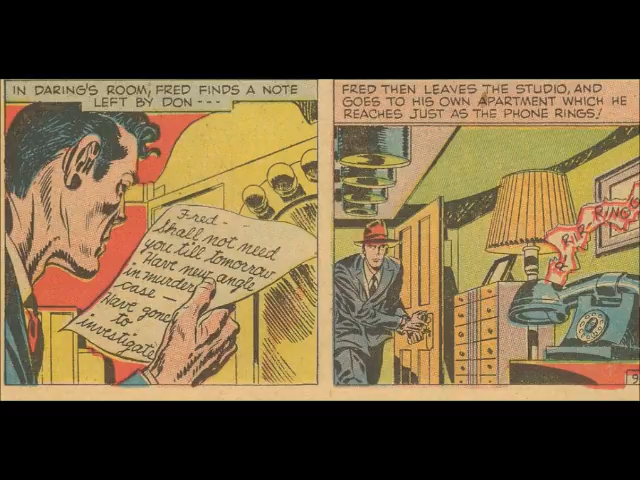 IN DARING'S ROOM, FRED FINDS A NOTE
LEFT BY DON ---
Fred -
shall not need
you till tomorrow
Have new angle
in murder
case -
Have gone
to
investigate
FRED THEN LEAVES THE STUDIO, AND
GOES TO HIS OWN APARTMENT WHICH HE
REACHES JUST AS THE PHONE RINGS!
R-RIP-RING-G
9